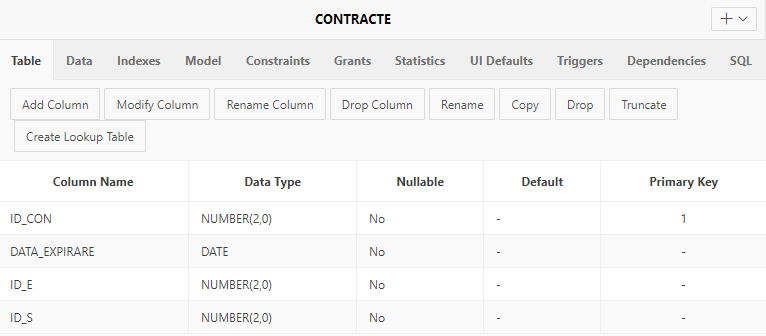 CONTRACTE
Table Data Indexes Model Constraints Grants Statistics UI Defaults Triggers Dependencies SQL
Add Column Modify Column Rename Column Drop Column Rename Copy Drop Truncate
Create Lookup Table
Column Name Data Type Nullable Default Primary Key
ID_CON NUMBER(2,0) No - 1
DATA_EXPIRARE DATE No - -
ID_E NUMBER(2,0) No - -
ID_S NUMBER(2,0) No - -